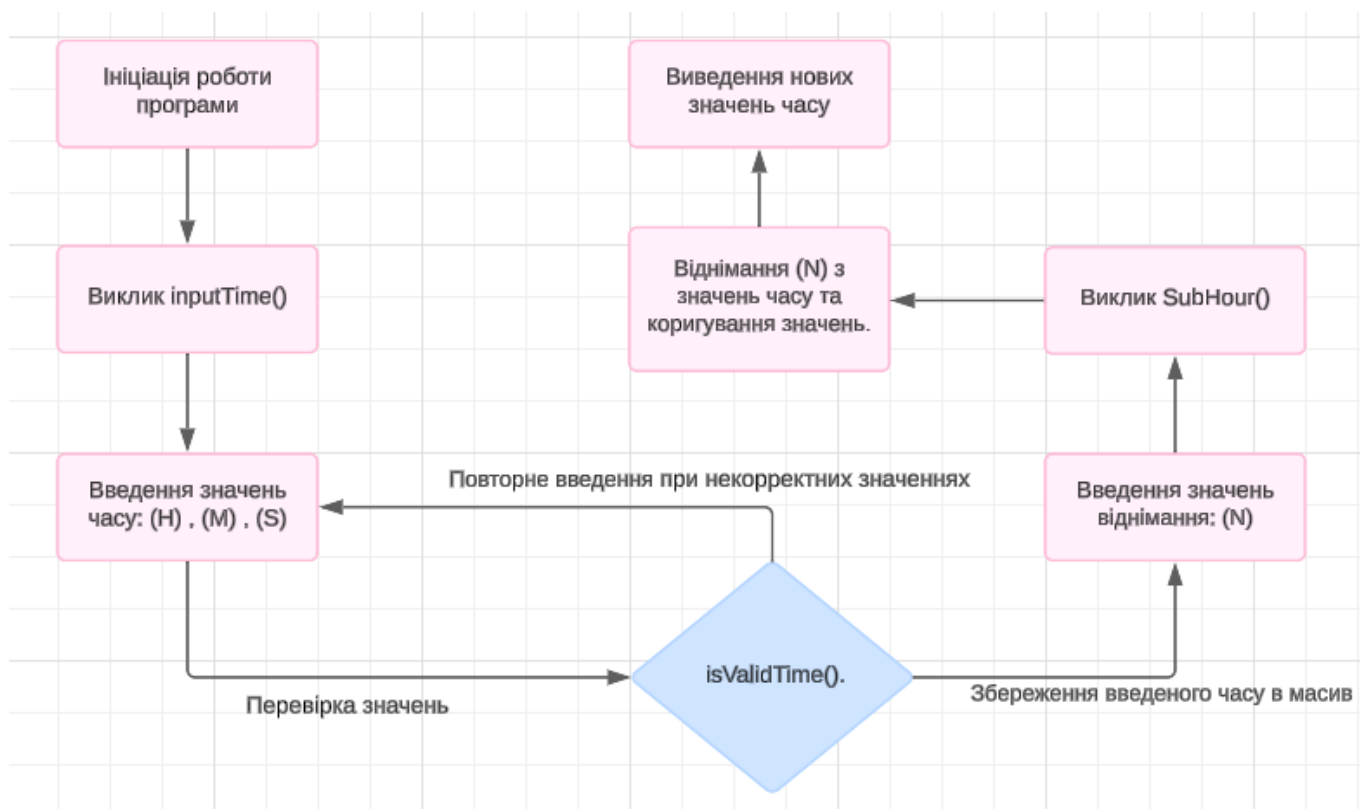 Ініціація роботи
програми
Виведення нових
значень часу
Виклик inputTime()
Віднімання (N) з
значень часу та
коригування значень.
Виклик SubHour()
Введення значень
часу: (H) , (M) , (S)
Повторне введення при некорректних значеннях
Введення значень
віднімання: (N)
isValidTime().
Перевірка значень
Збереження введеного часу в масив